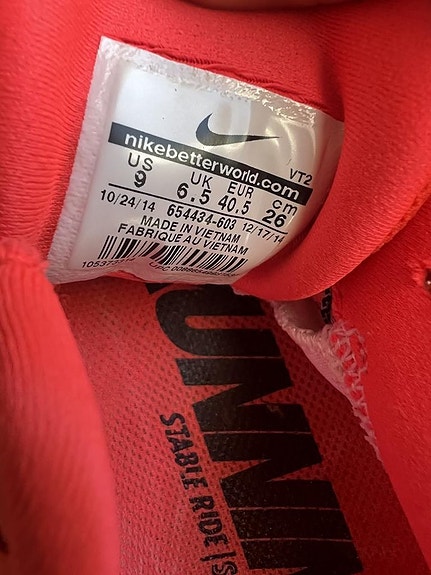 nikebetterworld.com
VT2
US UK EUR cm
9 6.5 40.5 26
10/24/14 654434-603 12/17/14
MADE IN VIETNAM
FABRIQUE AU VIETNAM
STABLE RIDE |